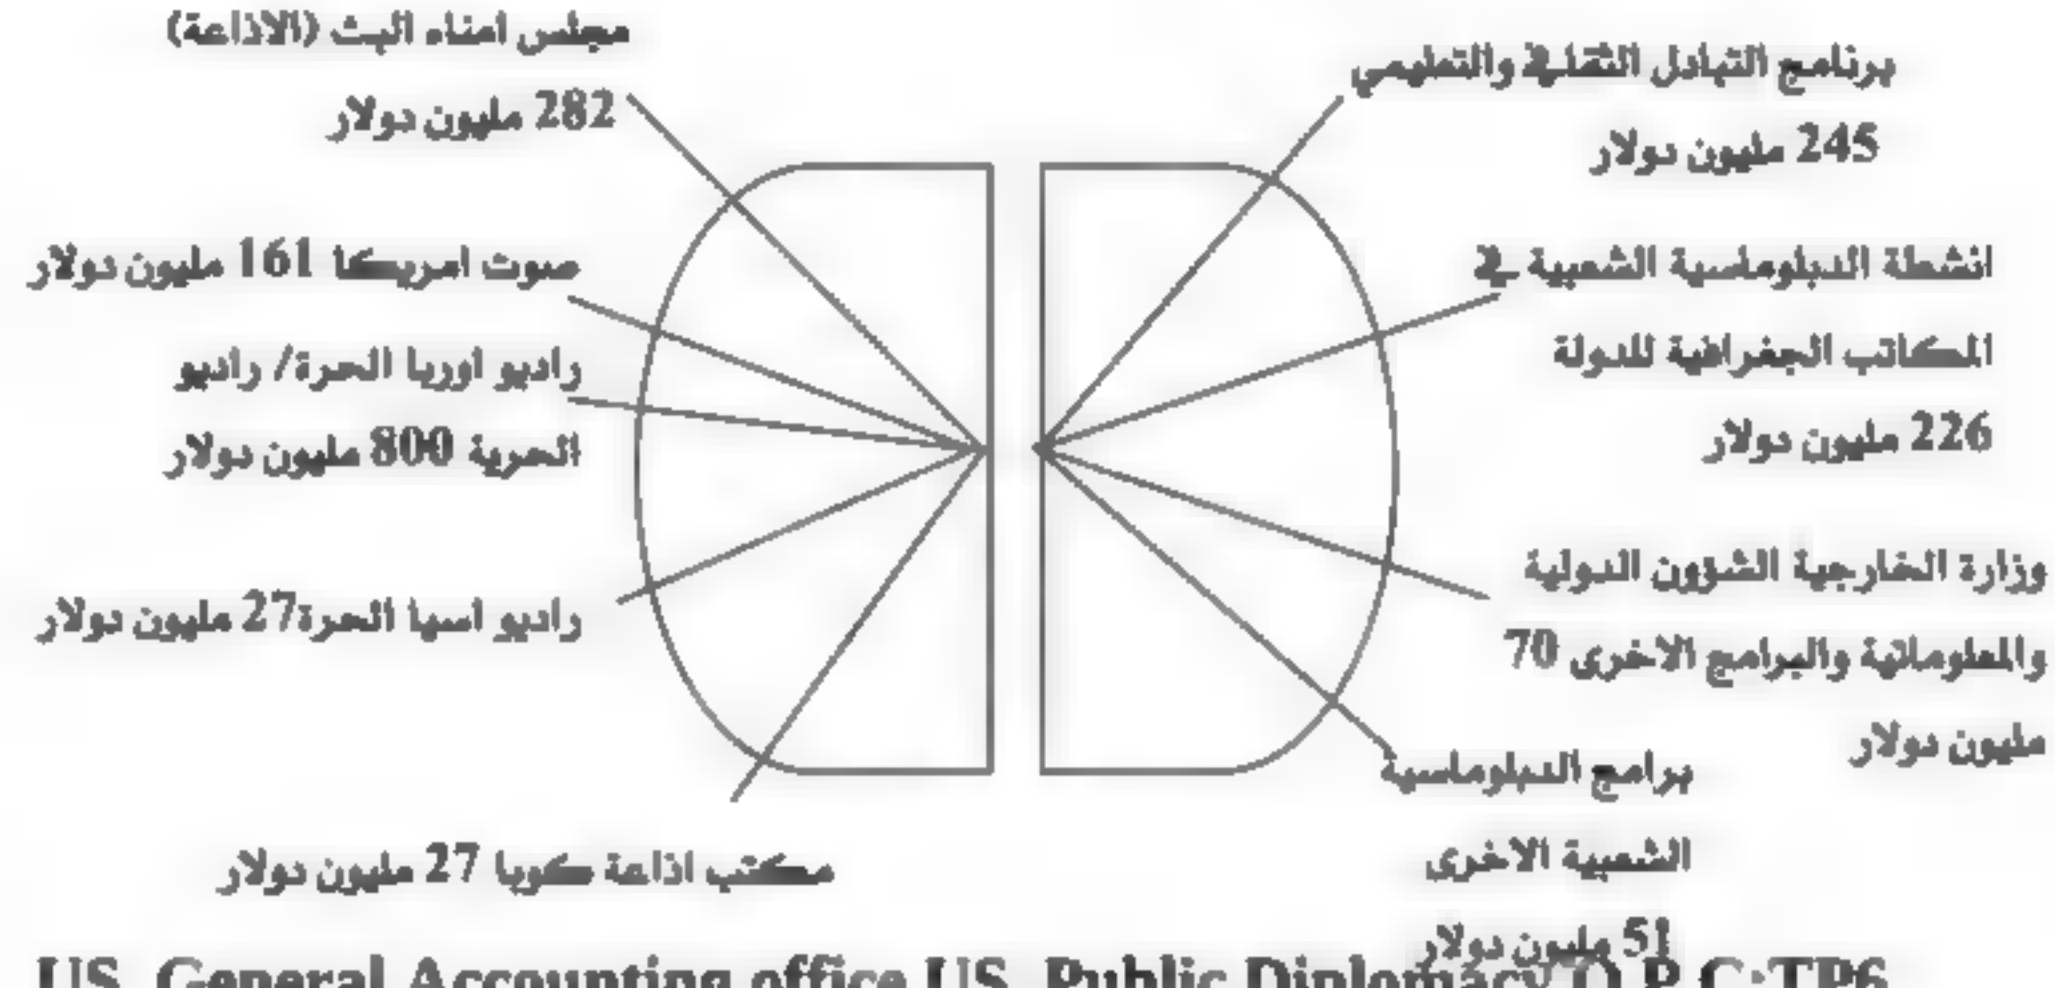 برنامج التبادل الثقافي والتعليمي
245 مليون دولار
انشطة الدبلوماسية الشعبية في
المكاتب الجغرافية للدولة
226 مليون دولار
وزارة الخارجية الشؤون الدولية
والمعلوماتية والبرامج الاخرى 70
مليون دولار
برامج الدبلوماسية
الشعبية الاخرى
51 مليون دولار
مجلس امناء البث (الاذاعة)
282 مليون دولار
صوت امريكا 161 مليون دولار
راديو اوربا الحرة/ راديو
الحرية 800 مليون دولار
راديو اسيا الحرة27 مليون دولار
مكتب اذاعة كوبا 27 مليون دولار
US. General Accounting office US. Public Diplomacy O.P.C:TP6